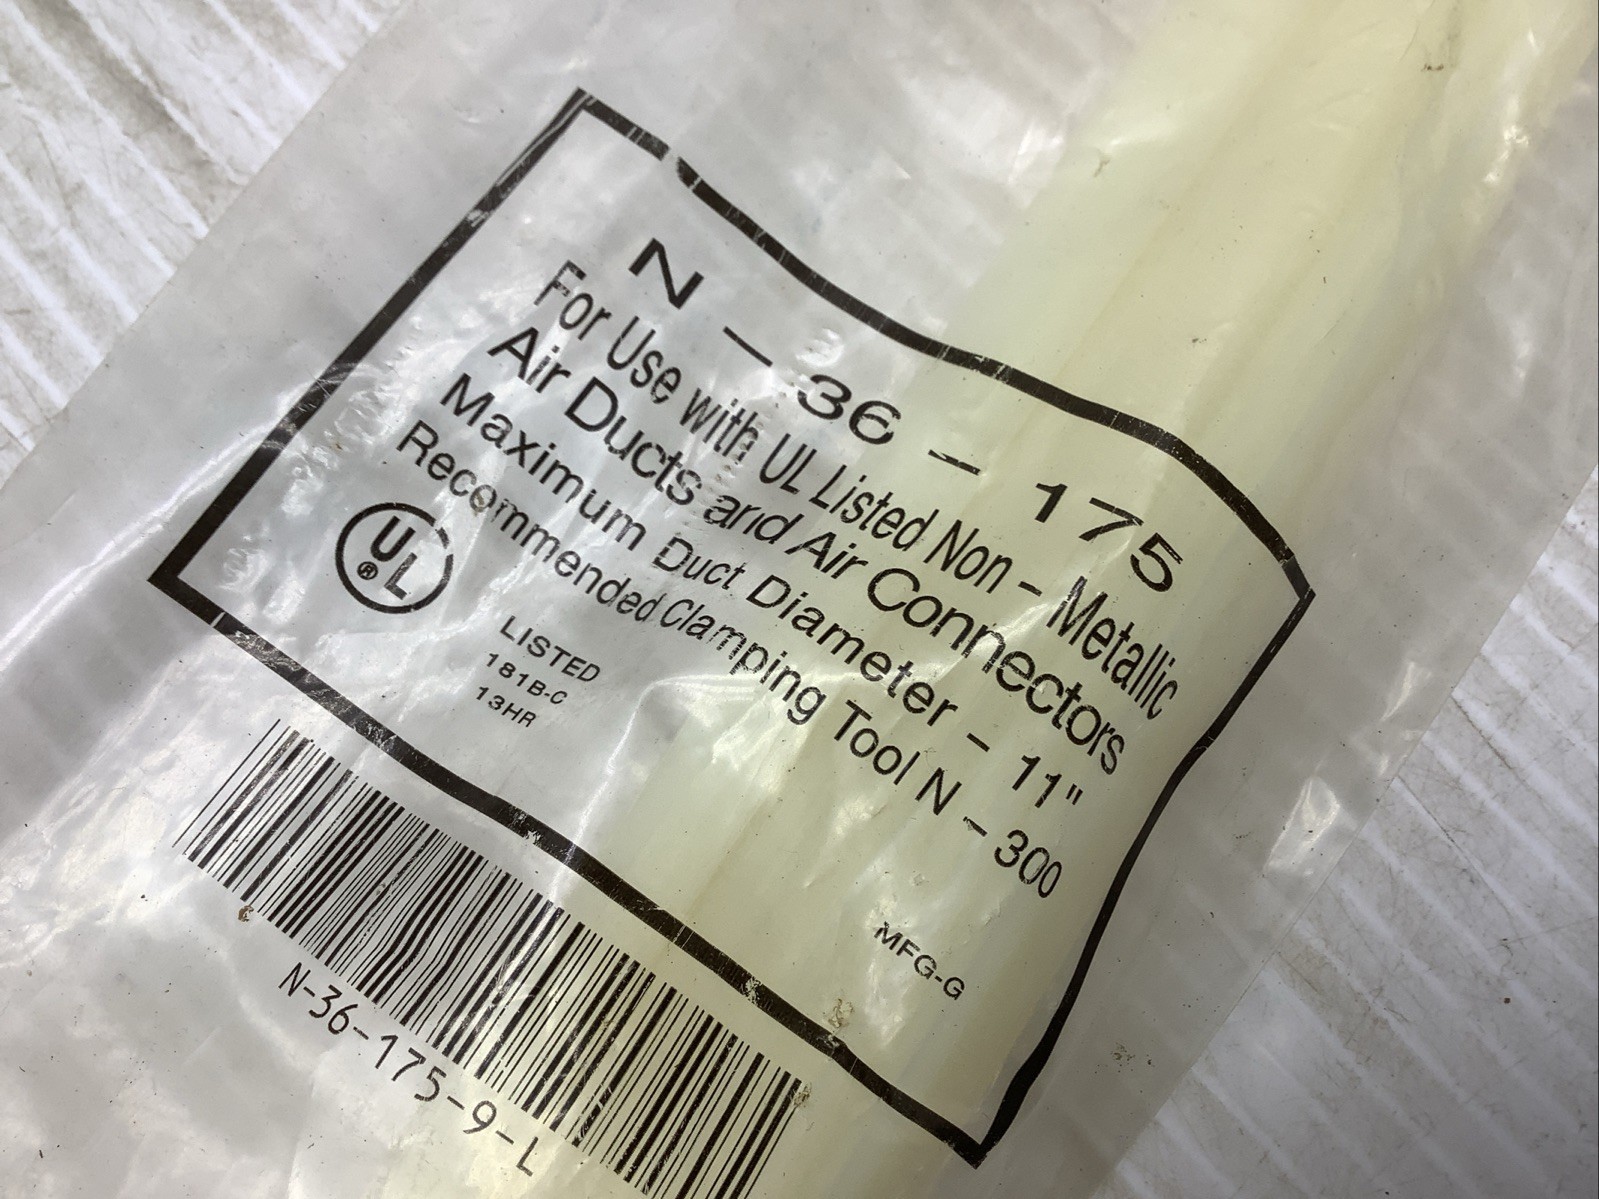 N - 36 - 175
For Use with UL Listed Non - Metallic
Air Ducts and Air Connectors
Maximum Duct Diameter - 11"
Recommended Clamping Tool N - 300
UL
®
LISTED
181B-C
13HR
MFG-G
N-36-175-9-L